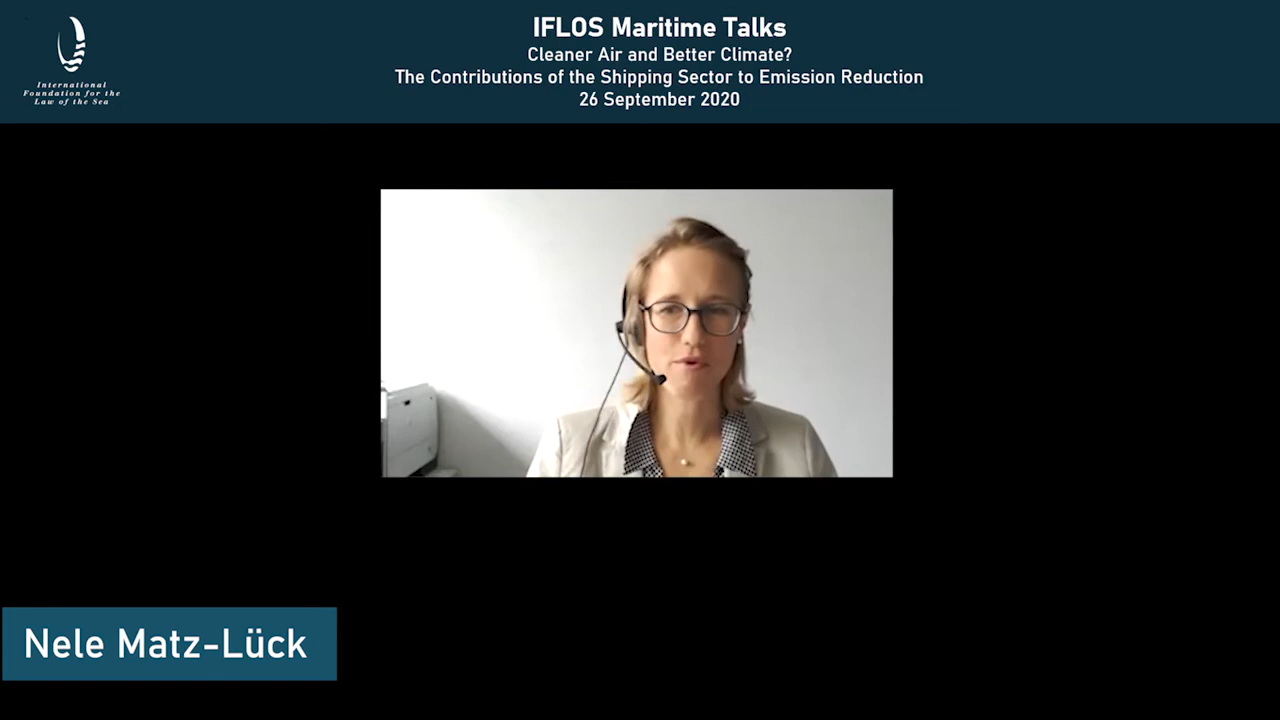 IFLOS Maritime Talks
Cleaner Air and Better Climate?
The Contributions of the Shipping Sector to Emission Reduction
26 September 2020
International
Foundation for the
Law of the Sea
Nele Matz-Lück